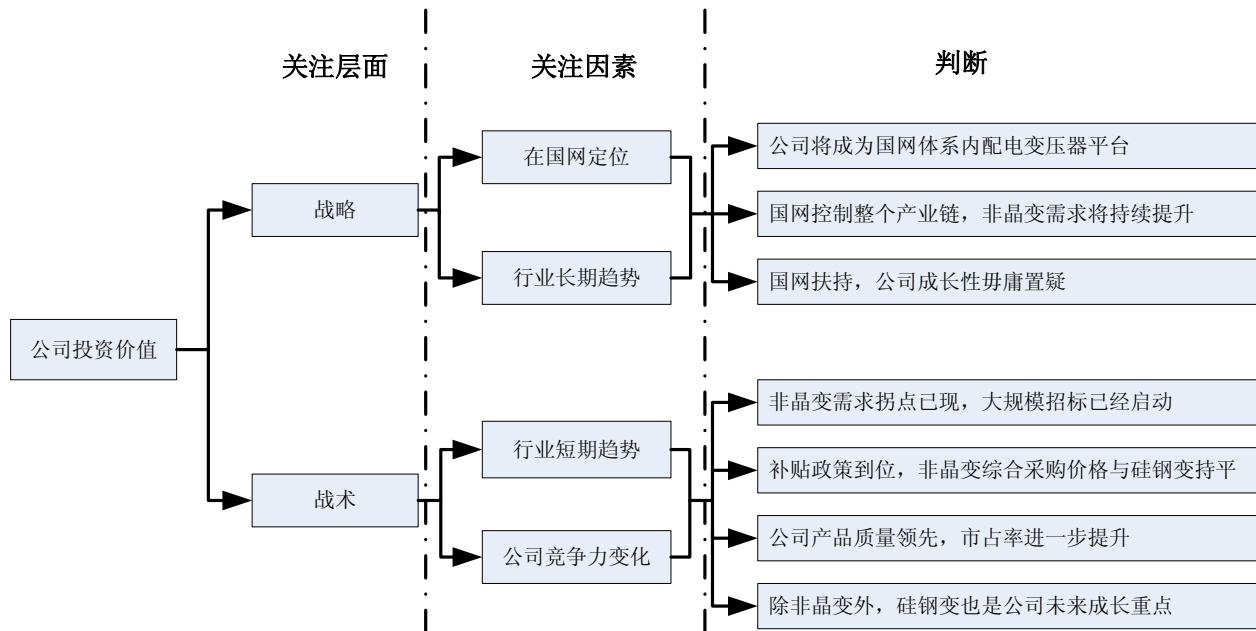 关注层面
关注因素
判断
公司投资价值
战略
战术
在国网定位
行业长期趋势
行业短期趋势
公司竞争力变化
公司将成为国网体系内配电变压器平台
国网控制整个产业链，非晶变需求将持续提升
国网扶持，公司成长性毋庸置疑
非晶变需求拐点已现，大规模招标已经启动
补贴政策到位，非晶变综合采购价格与硅钢变持平
公司产品质量领先，市占率进一步提升
除非晶变外，硅钢变也是公司未来成长重点